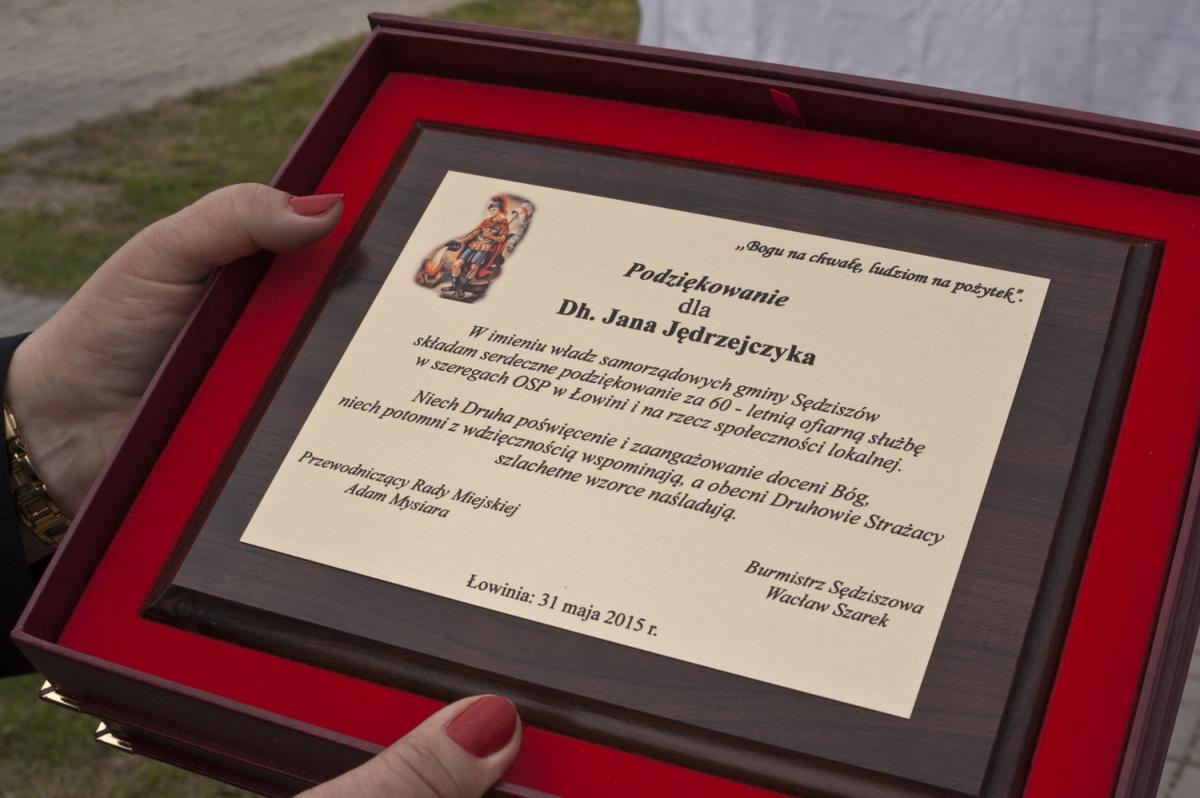 „Bogu na chwałę, ludziom na pożytek”.
Podziękowanie
dla
Dh. Jana Jędrzejczyka
W imieniu władz samorządowych gminy Sędziszów
składam serdeczne podziękowanie za 60 - letnią ofiarną służbę
w szeregach OSP w Łowini i na rzecz społeczności lokalnej.
Niech Druha poświęcenie i zaangażowanie doceni Bóg,
niech potomni z wdzięcznością wspominają, a obecni Druhowie Strażacy
szlachetne wzorce naśladują.
Przewodniczący Rady Miejskiej
Adam Mysiara
Burmistrz Sędziszowa
Wacław Szarek
Łowinia: 31 maja 2015 r.